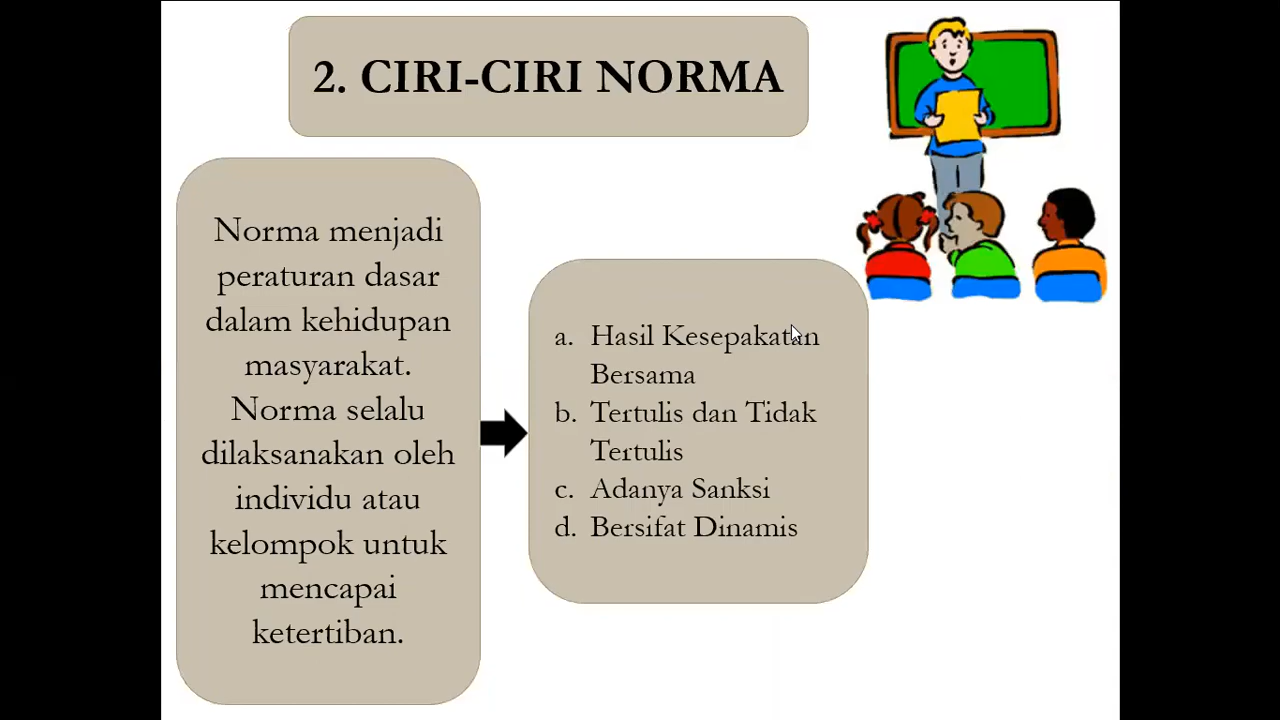 2. CIRI-CIRI NORMA
Norma menjadi
peraturan dasar
dalam kehidupan
masyarakat.
Norma selalu
dilaksanakan oleh
individu atau
kelompok untuk
mencapai
ketertiban.
a. Hasil Kesepakatan
Bersama
b. Tertulis dan Tidak
Tertulis
c. Adanya Sanksi
d. Bersifat Dinamis